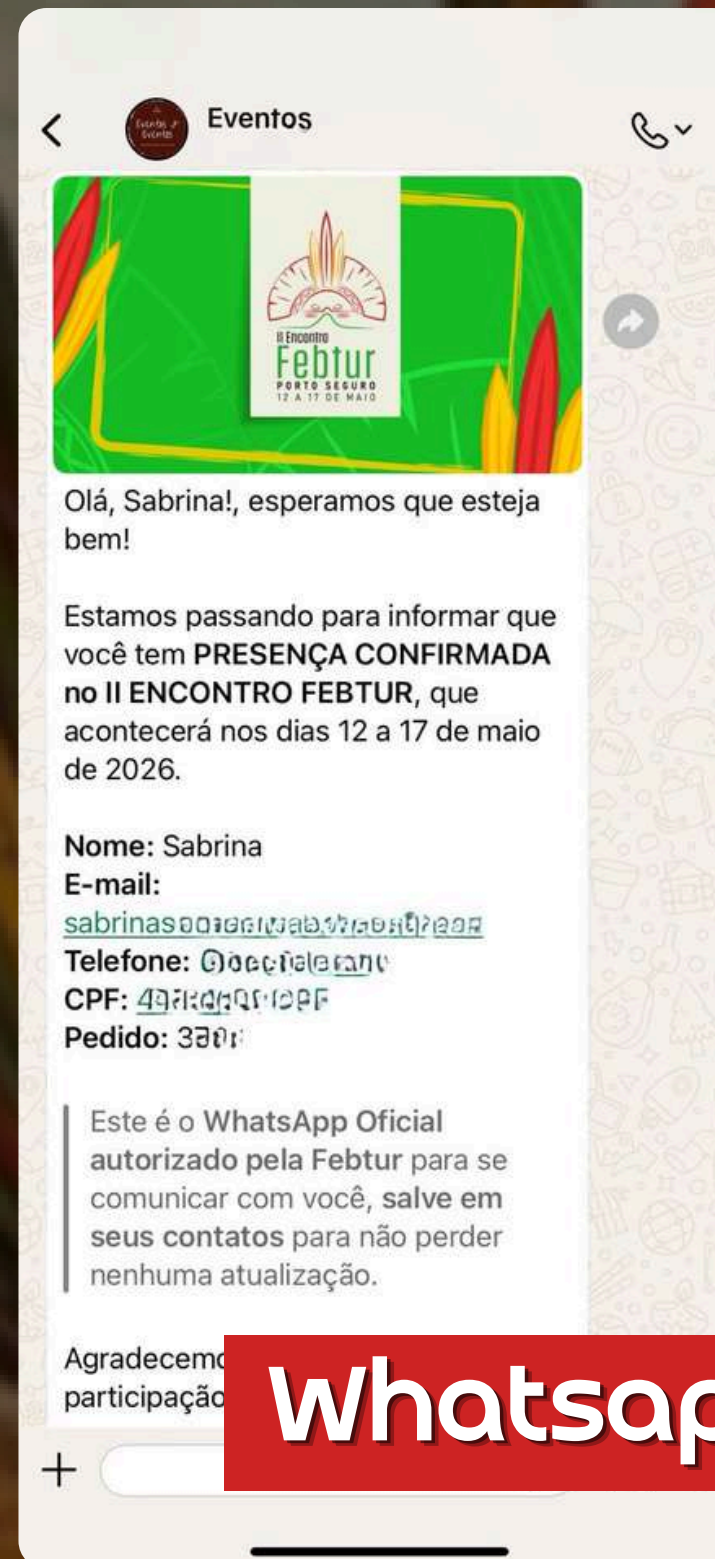 Eventos
II Encontro
Febtur
PORTO SEGURO
12 A 17 DE MAIO
Olá, Sabrina!, esperamos que esteja
bem!
Estamos passando para informar que
você tem PRESENÇA CONFIRMADA
no II ENCONTRO FEBTUR, que
acontecerá nos dias 12 a 17 de maio
de 2026.
Nome: Sabrina
E-mail:
Telefone:
CPF:
Pedido:
Este é o WhatsApp Oficial
autorizado pela Febtur para se
comunicar com você, salve em
seus contatos para não perder
nenhuma atualização.
Agradecemo
participação
Whatsap